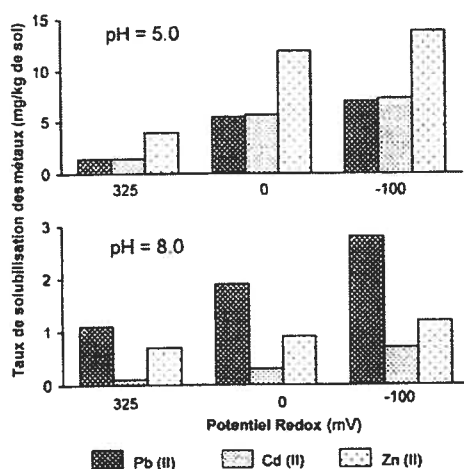 Taux de solubilisation des métaux (mg/kg de sol)
pH = 5.0
15
10
5
0
325
0
-100
pH = 8.0
3
2
1
0
325
0
-100
Potentiel Redox (mV)
Pb (II)
Cd (II)
Zn (II)